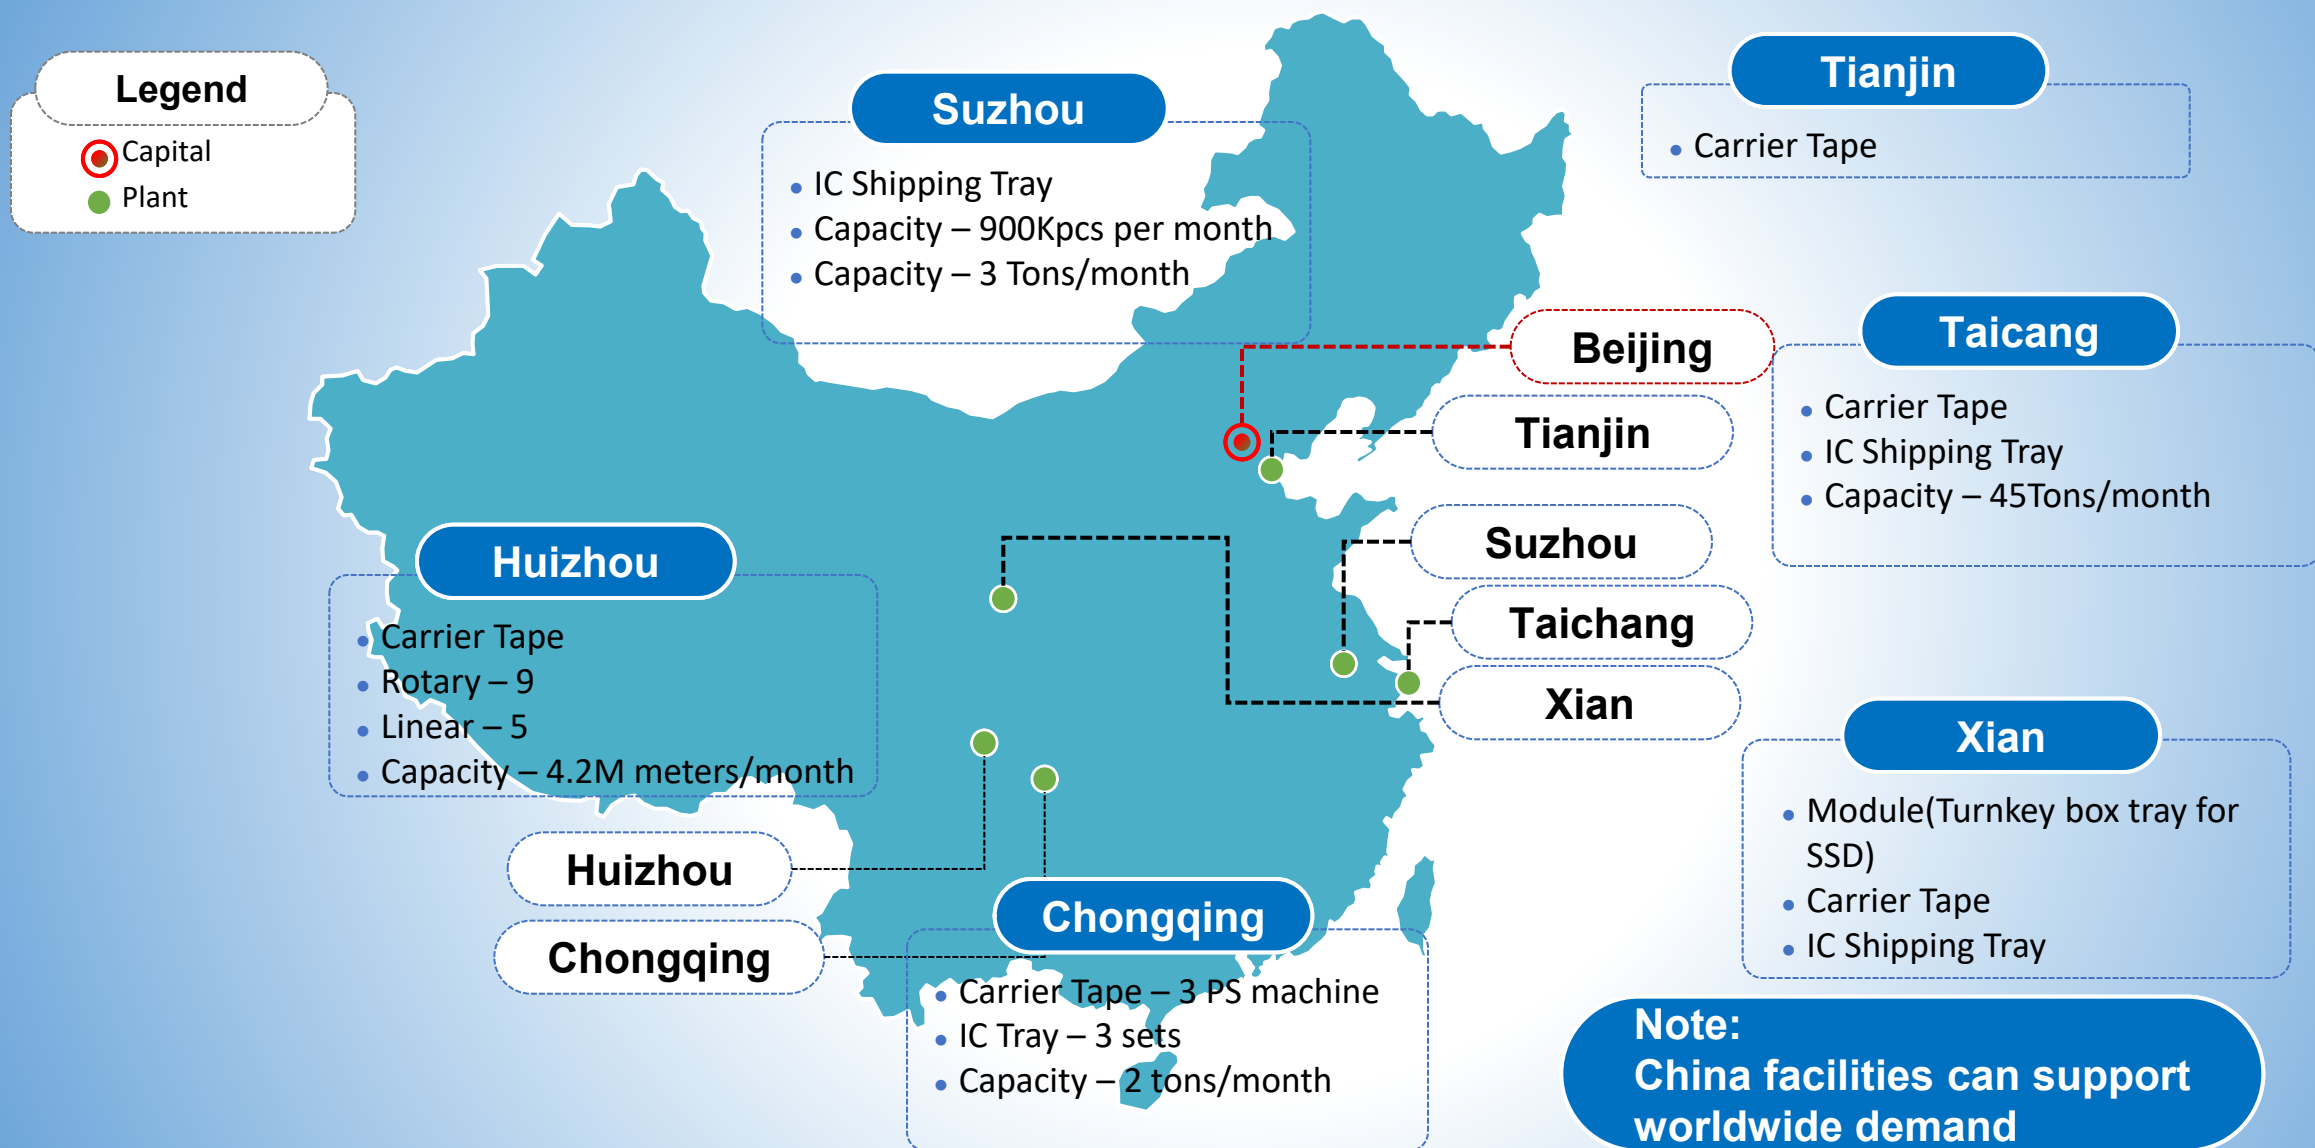 Legend
Capital
Plant
Suzhou
• IC Shipping Tray
• Capacity – 900Kpcs per month
• Capacity – 3 Tons/month
Tianjin
• Carrier Tape
Beijing
Tianjin
Suzhou
Taichang
Xian
Taicang
• Carrier Tape
• IC Shipping Tray
• Capacity – 45Tons/month
Huizhou
• Carrier Tape
• Rotary – 9
• Linear – 5
• Capacity – 4.2M meters/month
Huizhou
Chongqing
Chongqing
• Carrier Tape – 3 PS machine
• IC Tray – 3 sets
• Capacity – 2 tons/month
Xian
• Module(Turnkey box tray for
SSD)
• Carrier Tape
• IC Shipping Tray
Note:
China facilities can support
worldwide demand